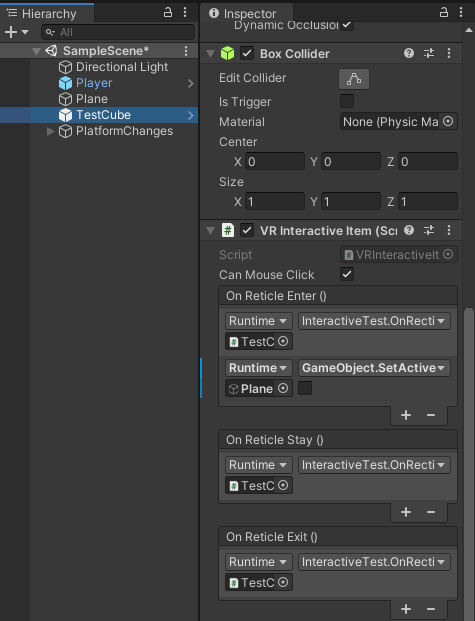 Hierarchy
All
SampleScene*
Directional Light
Player
Plane
TestCube
PlatformChanges
Inspector
Dynamic Occlusion
Box Collider
Edit Collider
Is Trigger
Material
None (Physic Ma
Center
X 0 Y 0 Z 0
Size
X 1 Y 1 Z 1
# VR Interactive Item (Scri
Script
# VRInteractiveIt
Can Mouse Click
On Reticle Enter ()
Runtime InteractiveTest.OnRecti
# TestC
Runtime GameObject.SetActive
Plane
+ −
On Reticle Stay ()
Runtime InteractiveTest.OnRecti
# TestC
+ −
On Reticle Exit ()
Runtime InteractiveTest.OnRecti
# TestC
+ −